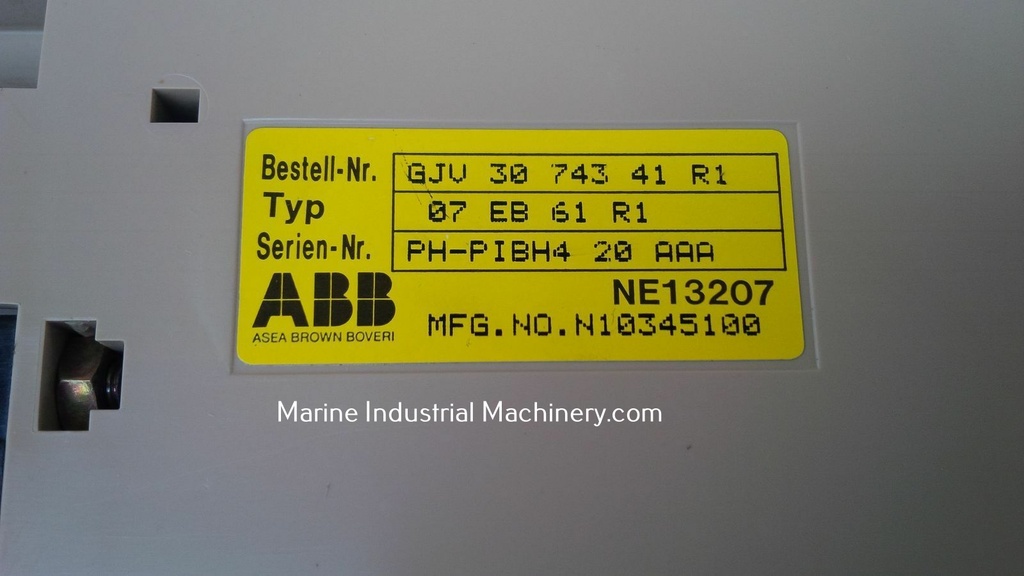 Bestell-Nr. GJV 30 743 41 R1
Typ 07 EB 61 R1
Serien-Nr. PH-PIBH4 20 AAA
ABB NE13207
ASEA BROWN BOVERI MFG.NO.N10345100
Marine Industrial Machinery.com